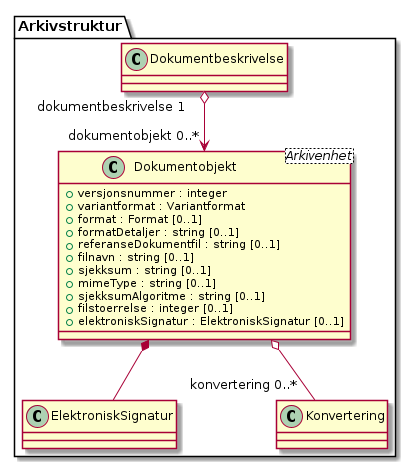 Arkivstruktur
C Dokumentbeskrivelse
dokumentbeskrivelse 1
dokumentobjekt 0..*
Arkivenhet
C Dokumentobjekt
versjonsnummer : integer
variantformat : Variantformat
format : Format [0..1]
formatDetaljer : string [0..1]
referanseDokumentfil : string [0..1]
filnavn : string [0..1]
sjekksum : string [0..1]
mimeType : string [0..1]
sjekksumAlgoritme : string [0..1]
filstoerrelse : integer [0..1]
elektroniskSignatur : ElektroniskSignatur [0..1]
konvertering 0..*
C ElektroniskSignatur
C Konvertering